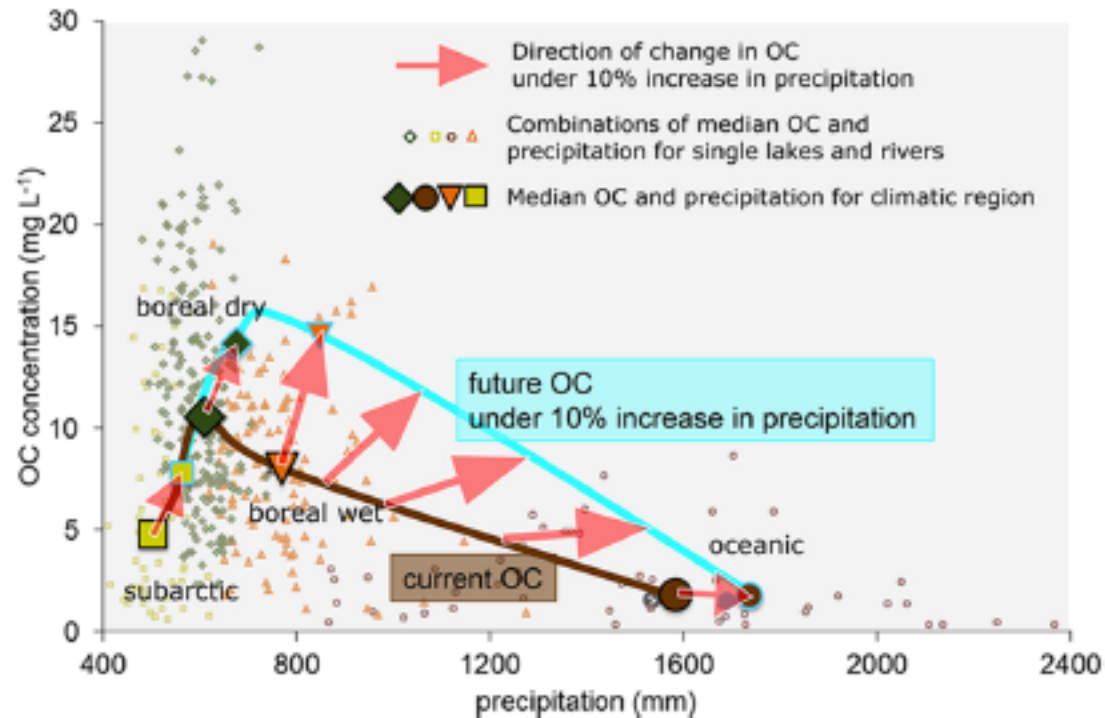 30
25
20
15
10
5
0
OC concentration (mg L⁻¹)
Direction of change in OC
under 10% increase in precipitation
Combinations of median OC and
precipitation for single lakes and rivers
Median OC and precipitation for climatic region
boreal dry
future OC
under 10% increase in precipitation
boreal wet
oceanic
current OC
subarctic
400 800 1200 1600 2000 2400
precipitation (mm)